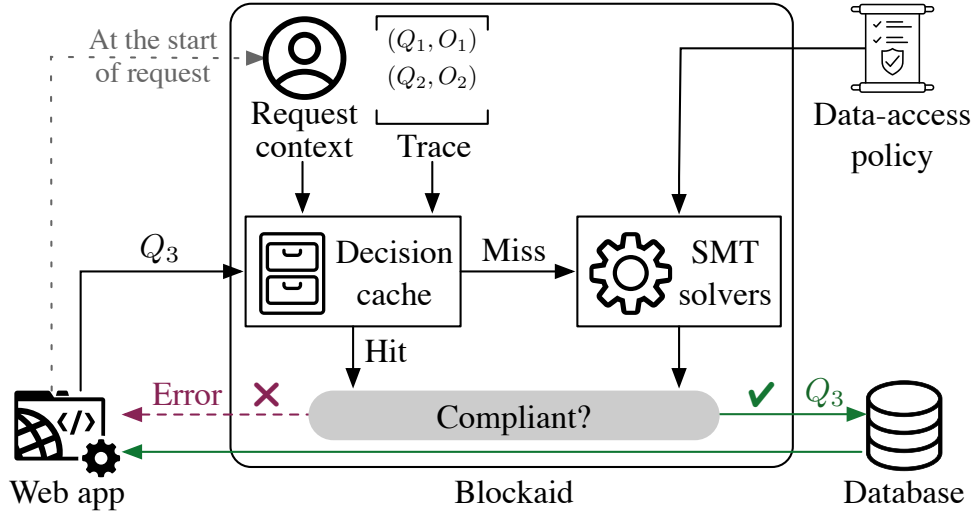 At the start
of request
Request
context
(Q₁, O₁)
(Q₂, O₂)
Trace
Data-access
policy
Q₃
Decision
cache
Miss
SMT
solvers
Hit
Error
Compliant?
Q₃
Web app
Blockaid
Database